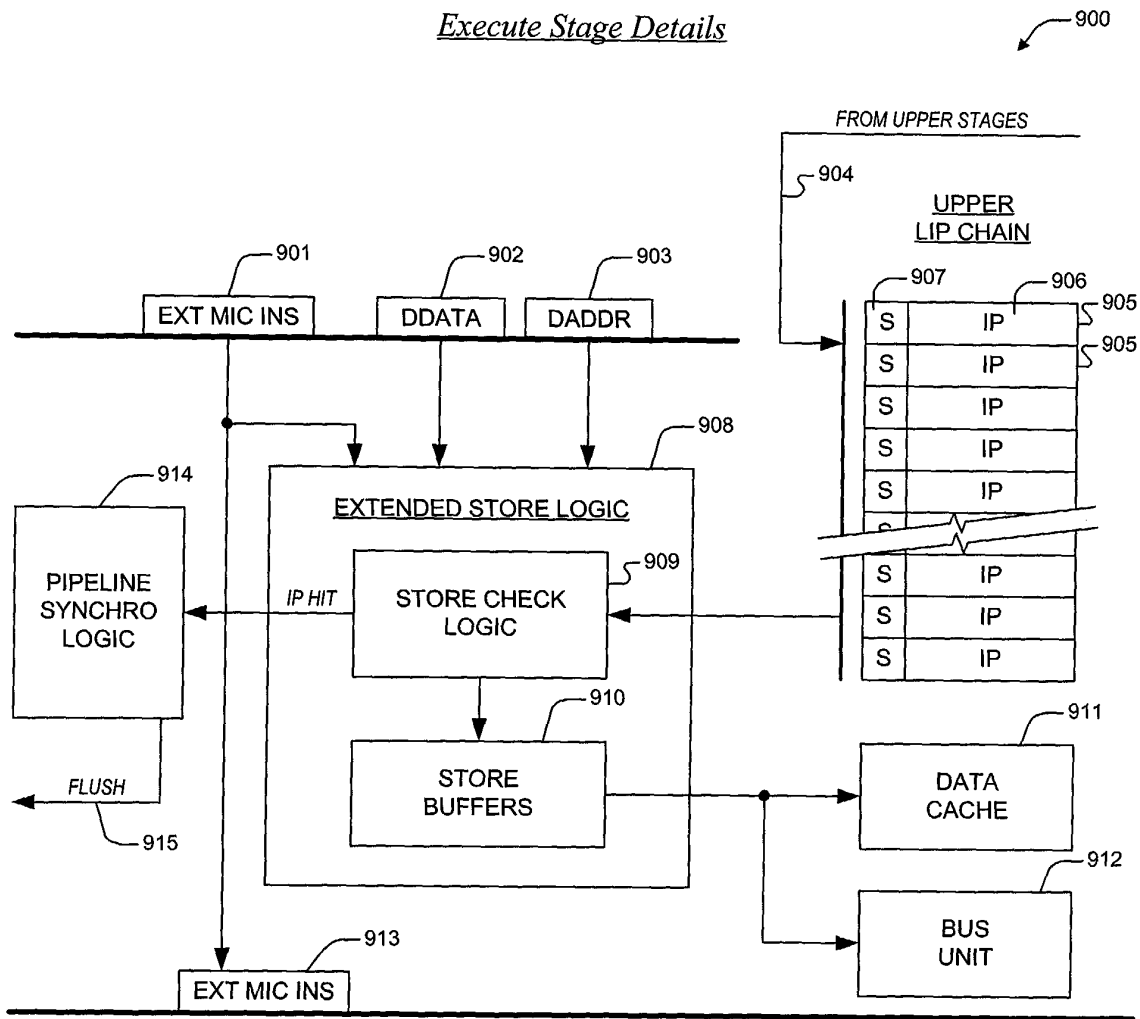 Execute Stage Details
900
FROM UPPER STAGES
904
UPPER
LIP CHAIN
901
902
903
907
906
905
EXT MIC INS
DDATA
DADDR
S IP
905
S IP
S IP
S IP
908
S IP
914
EXTENDED STORE LOGIC
S
909
PIPELINE
SYNCHRO
LOGIC
IP HIT
STORE CHECK
LOGIC
S IP
S IP
S IP
910
911
STORE
BUFFERS
DATA
CACHE
FLUSH
915
912
BUS
UNIT
913
EXT MIC INS